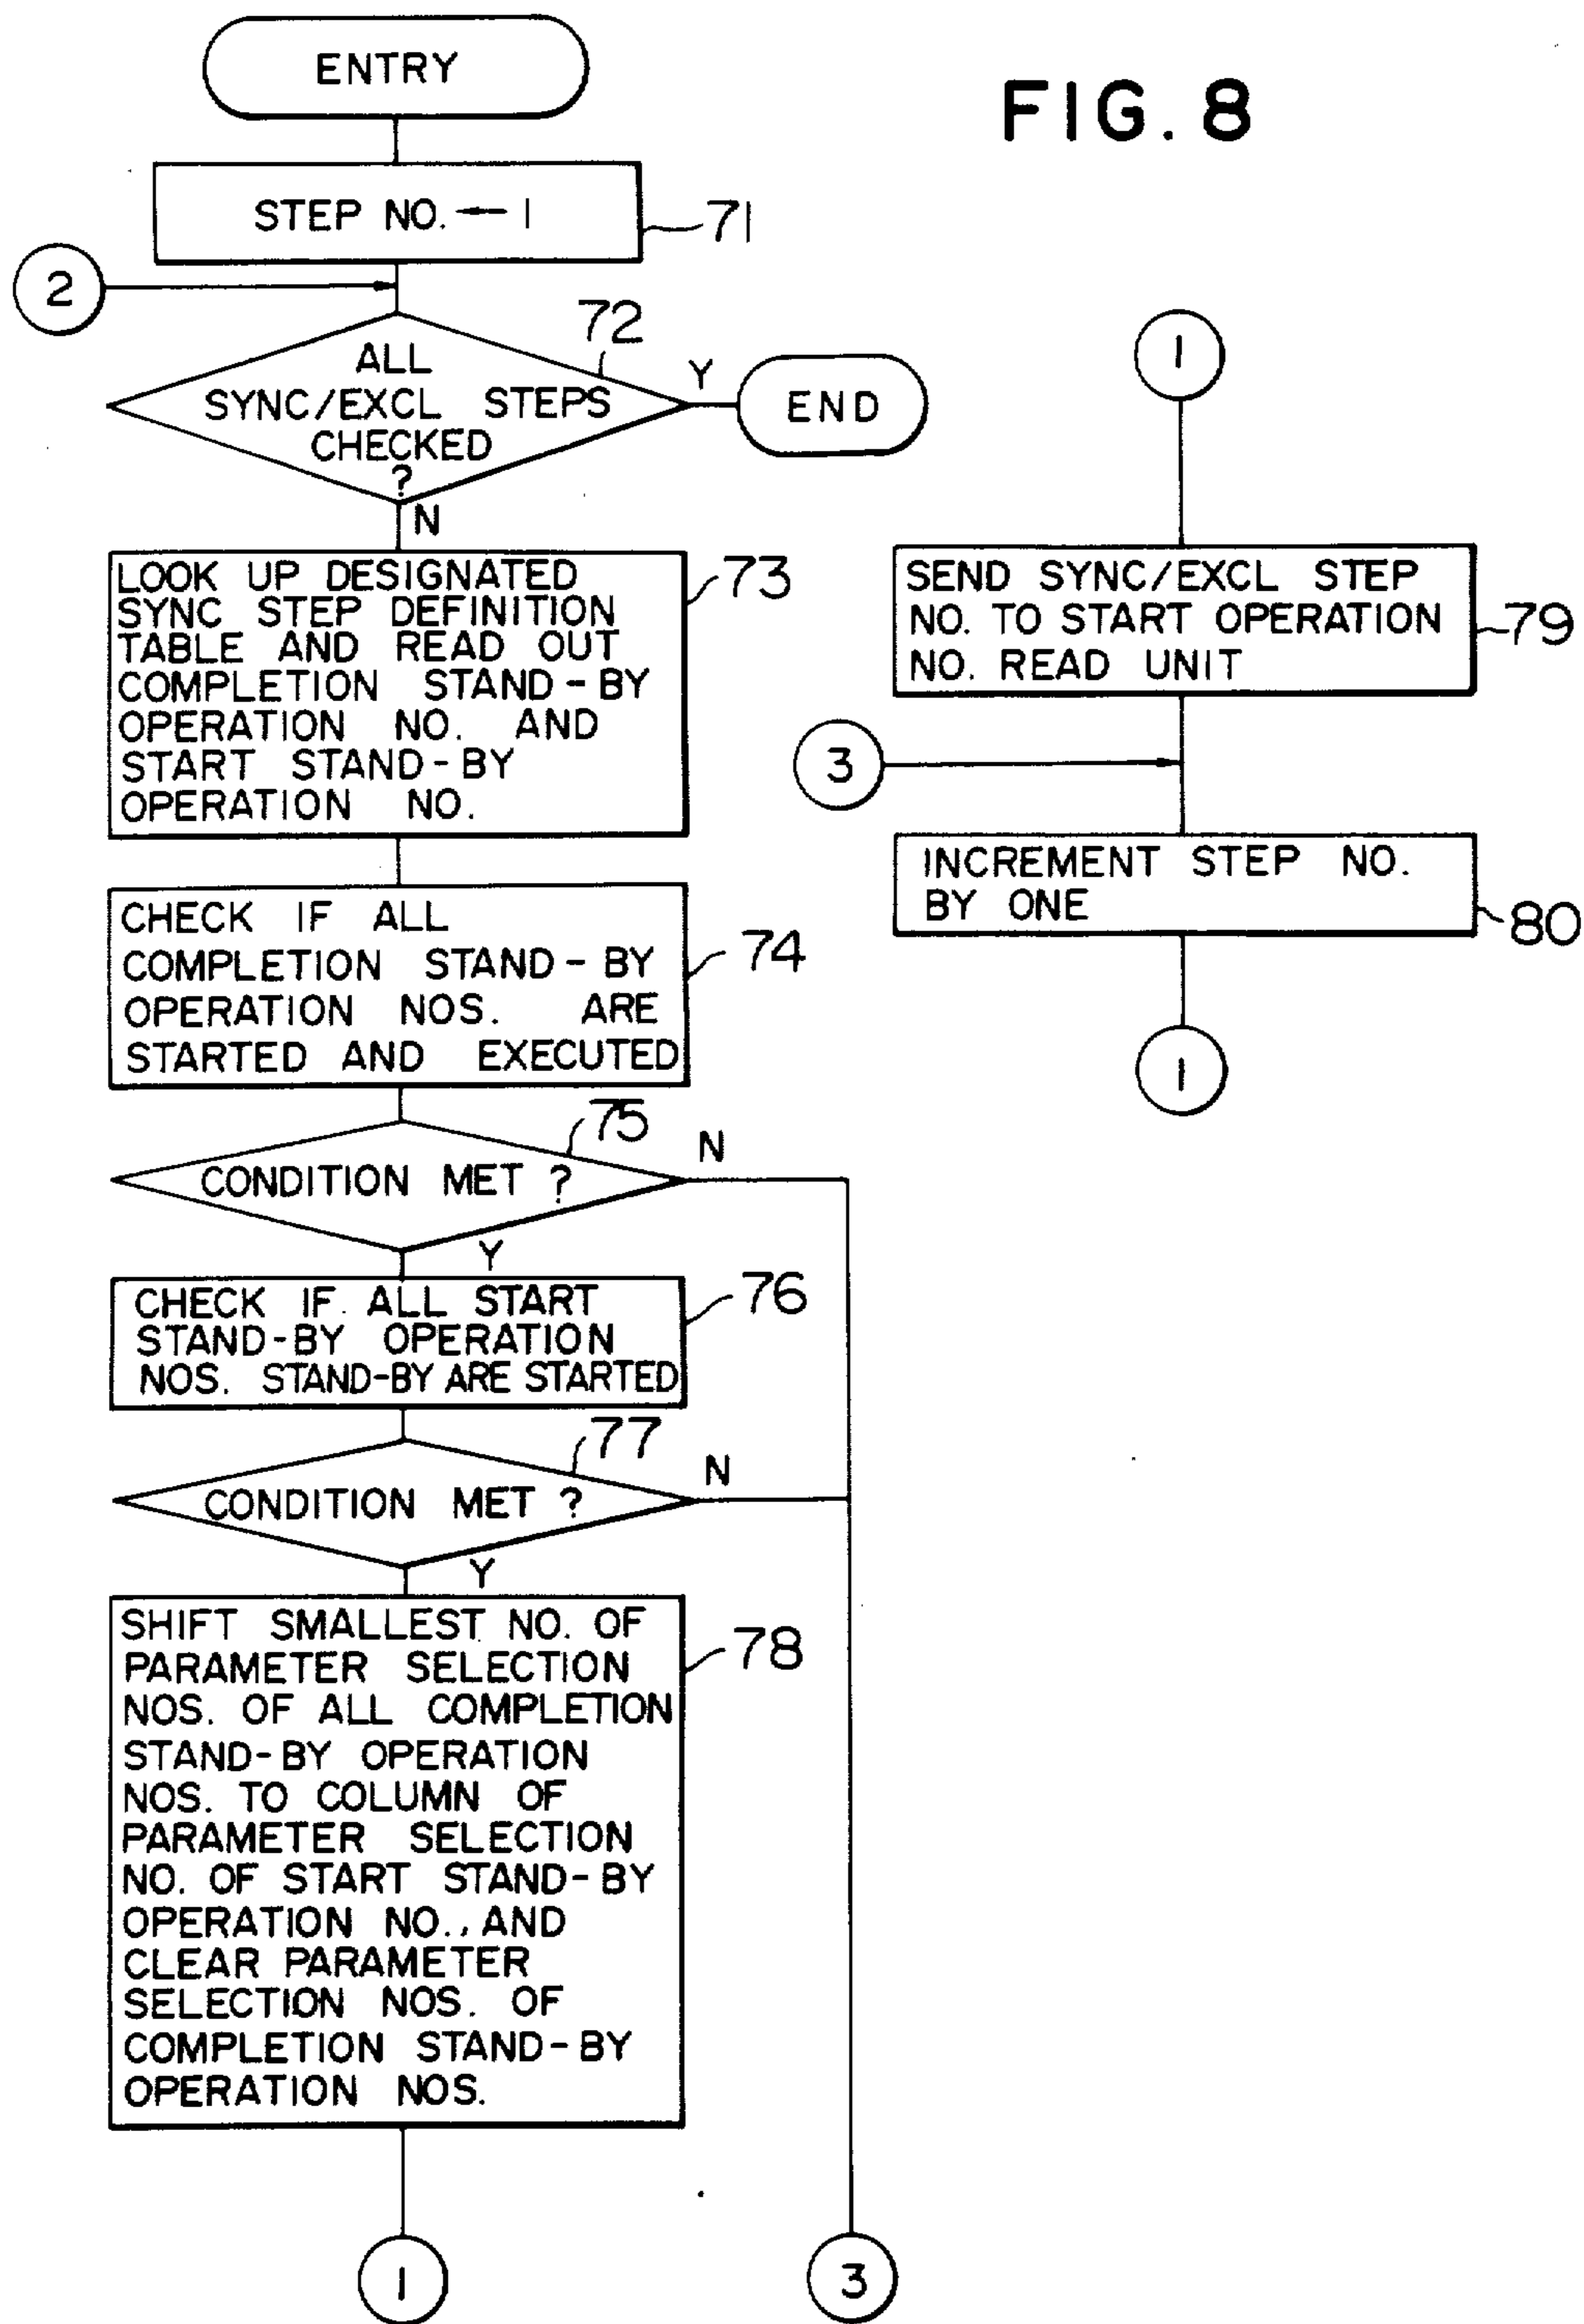 FIG. 8
ENTRY
STEP NO. ← 1
71
2
72
ALL
SYNC/EXCL STEPS
CHECKED
?
Y
END
N
LOOK UP DESIGNATED
SYNC STEP DEFINITION
TABLE AND READ OUT
COMPLETION STAND-BY
OPERATION NO. AND
START STAND-BY
OPERATION NO.
73
CHECK IF ALL
COMPLETION STAND-BY
OPERATION NOS. ARE
STARTED AND EXECUTED
74
75
CONDITION MET ?
N
Y
CHECK IF ALL START
STAND-BY OPERATION
NOS. STAND-BY ARE STARTED
76
77
CONDITION MET ?
N
Y
SHIFT SMALLEST NO. OF
PARAMETER SELECTION
NOS. OF ALL COMPLETION
STAND-BY OPERATION
NOS. TO COLUMN OF
PARAMETER SELECTION
NO. OF START STAND-BY
OPERATION NO., AND
CLEAR PARAMETER
SELECTION NOS. OF
COMPLETION STAND-BY
OPERATION NOS.
78
1
3
1
SEND SYNC/EXCL STEP
NO. TO START OPERATION
NO. READ UNIT
79
3
INCREMENT STEP NO.
BY ONE
80
1